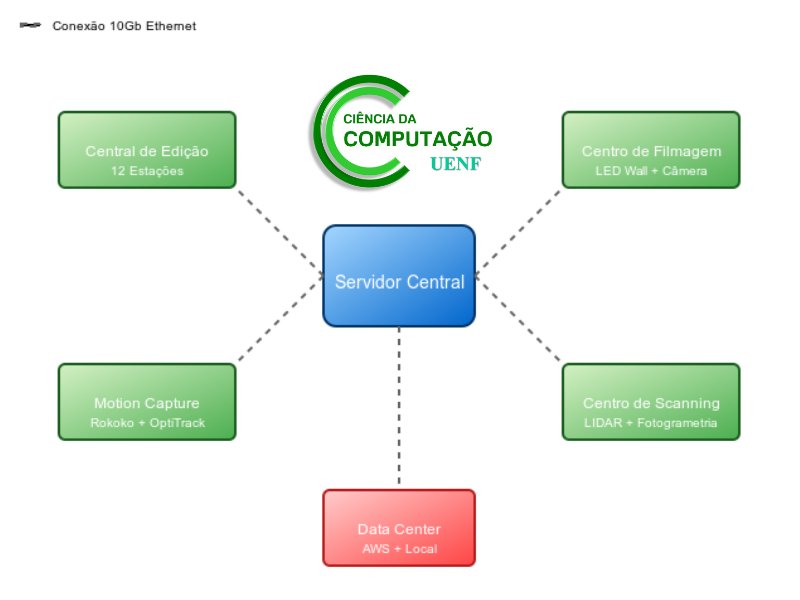 Conexão 10Gb Ethernet
CIÊNCIA DA
COMPUTAÇÃO
UENF
Central de Edição
12 Estações
Centro de Filmagem
LED Wall + Câmera
Servidor Central
Motion Capture
Rokoko + OptiTrack
Centro de Scanning
LIDAR + Fotogrametria
Data Center
AWS + Local